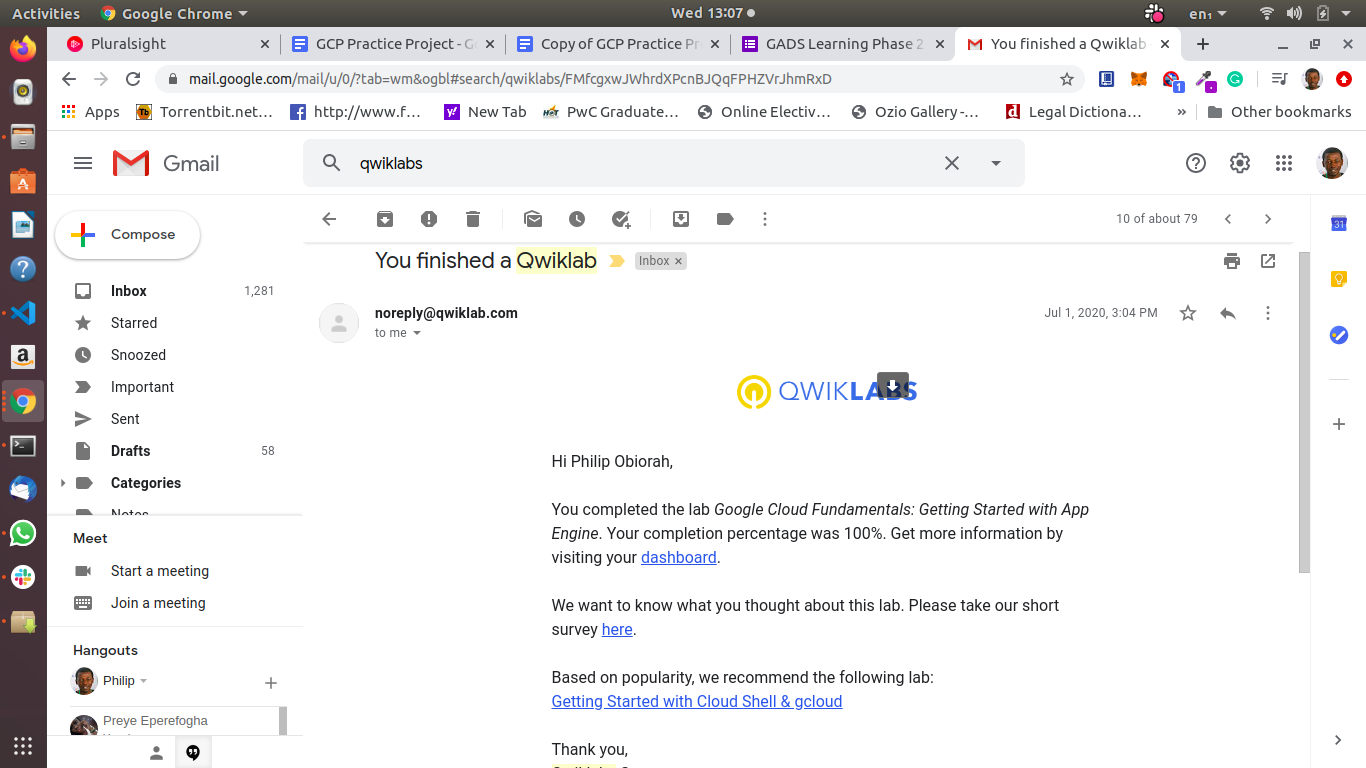 Activities
Google Chrome
Wed 13:07
en₁
Pluralsight
GCP Practice Project - G
Copy of GCP Practice Pr
GADS Learning Phase 2
You finished a Qwiklab
mail.google.com/mail/u/0/?tab=wm&ogbl#search/qwiklabs/FMfcgxwJWhrdXPcnBJQqFPHZVrJhmRxD
1
Apps
Torrentbit.net...
http://www.f...
New Tab
PwC Graduate...
Online Electiv...
Ozio Gallery -...
Legal Dictiona...
»
Other bookmarks
Gmail
qwiklabs
Compose
10 of about 79
31
You finished a Qwiklab
Inbox
Inbox
1,281
Starred
Snoozed
Important
Sent
Drafts
58
Categories
Notes
Meet
Start a meeting
Join a meeting
Hangouts
Philip
Preye Eperefogha
noreply@qwiklab.com
to me
Jul 1, 2020, 3:04 PM
QWIKLABS
Hi Philip Obiorah,
You completed the lab Google Cloud Fundamentals: Getting Started with App
Engine. Your completion percentage was 100%. Get more information by
visiting your dashboard.
We want to know what you thought about this lab. Please take our short
survey here.
Based on popularity, we recommend the following lab:
Getting Started with Cloud Shell & gcloud
Thank you,